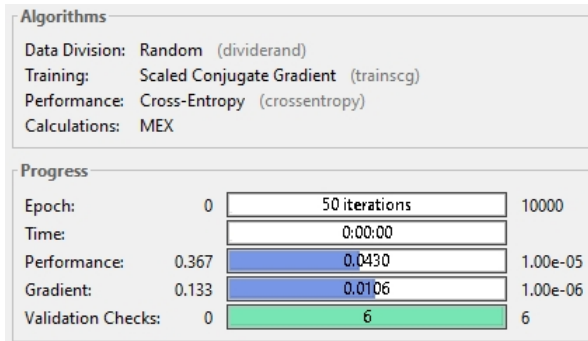 Algorithms
Data Division: Random (dividerand)
Training: Scaled Conjugate Gradient (trainscg)
Performance: Cross-Entropy (crossentropy)
Calculations: MEX
Progress
Epoch: 0 50 iterations 10000
Time: 0:00:00
Performance: 0.367 0.0430 1.00e-05
Gradient: 0.133 0.0106 1.00e-06
Validation Checks: 0 6 6